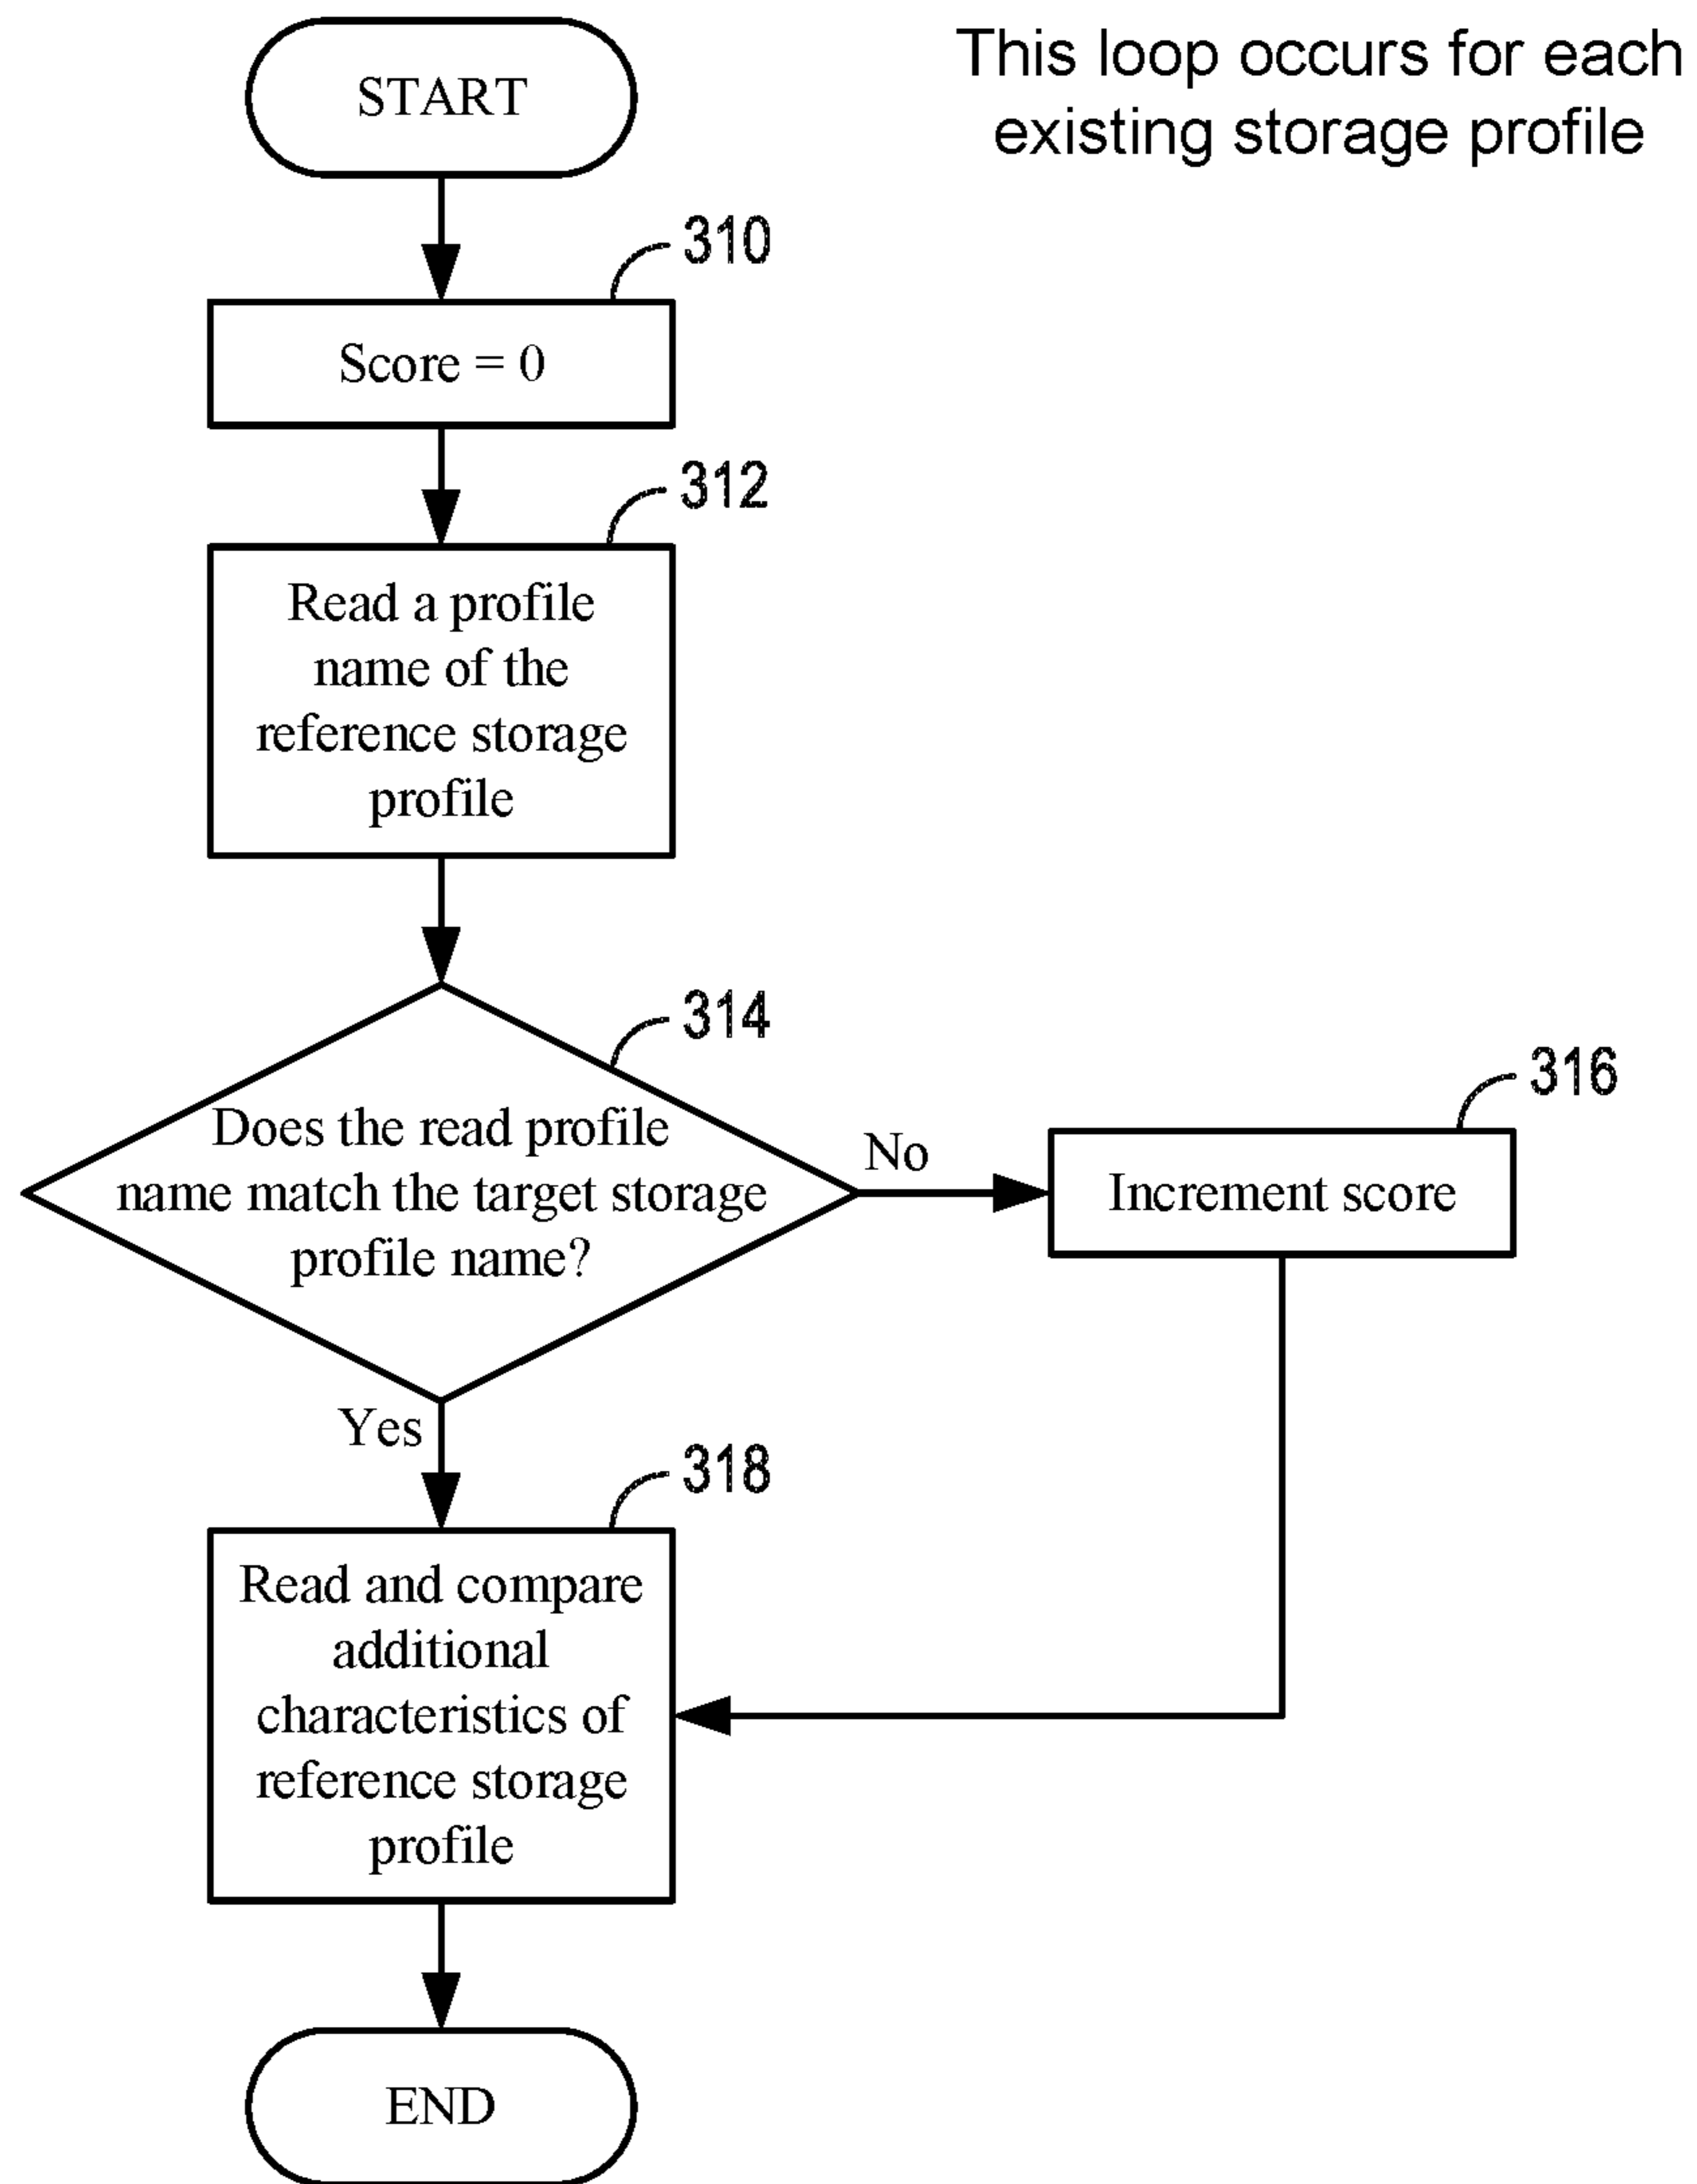 START
This loop occurs for each
existing storage profile
310
Score = 0
312
Read a profile
name of the
reference storage
profile
314
Does the read profile
name match the target storage
profile name?
No
316
Increment score
Yes
318
Read and compare
additional
characteristics of
reference storage
profile
END